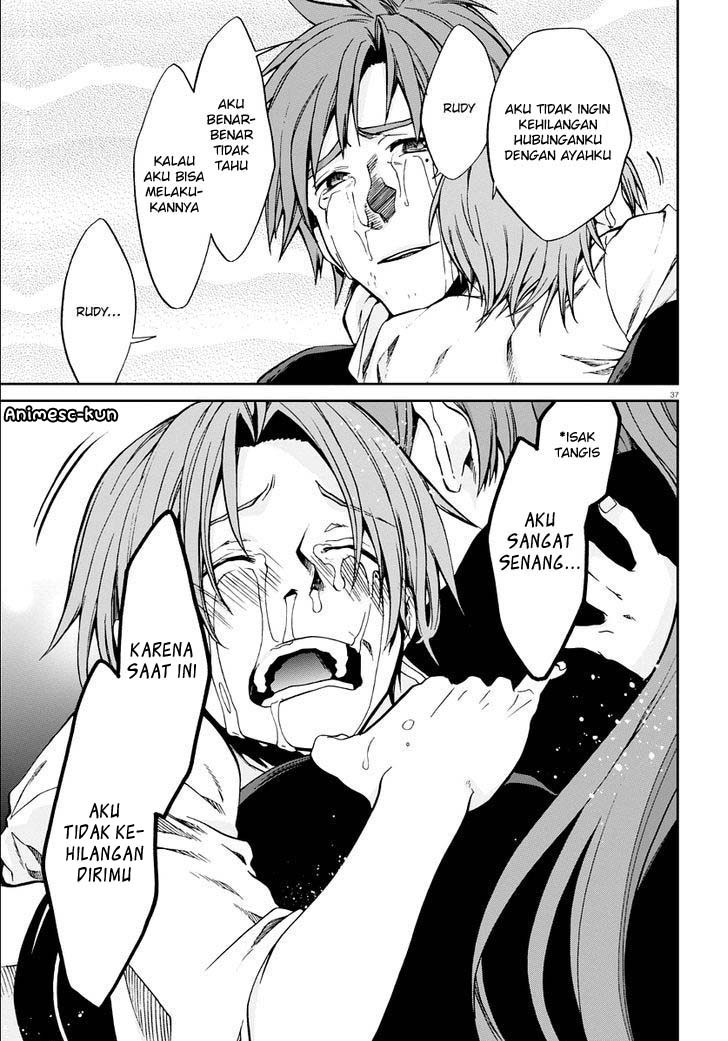 AKU TIDAK INGIN
KEHILANGAN
HUBUNGANKU
DENGAN AYAHKU
RUDY
AKU
BENAR-
BENAR
TIDAK
TAHU
KALAU
AKU BISA
MELAKU-
KANNYA
RUDY...
37
Animesc-kun
*ISAK
TANGIS
AKU
SANGAT
SENANG...
KARENA
SAAT INI
AKU
TIDAK KE-
HILANGAN
DIRIMU